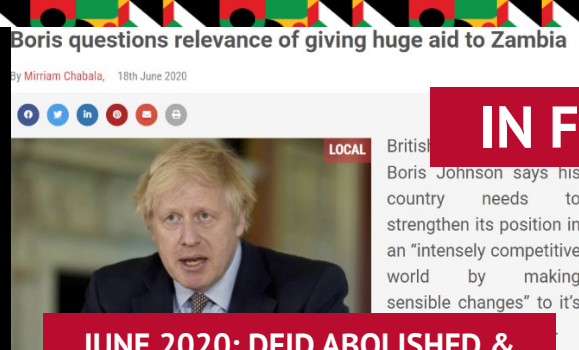 Boris questions relevance of giving huge aid to Zambia
By Mirriam Chabala, 18th June 2020
IN F
LOCAL
British
Boris Johnson says his
country needs to
strengthen its position in
an “intensely competitive
world by making
sensible changes” to it's
JUNE 2020: DFID ABOLISHED &